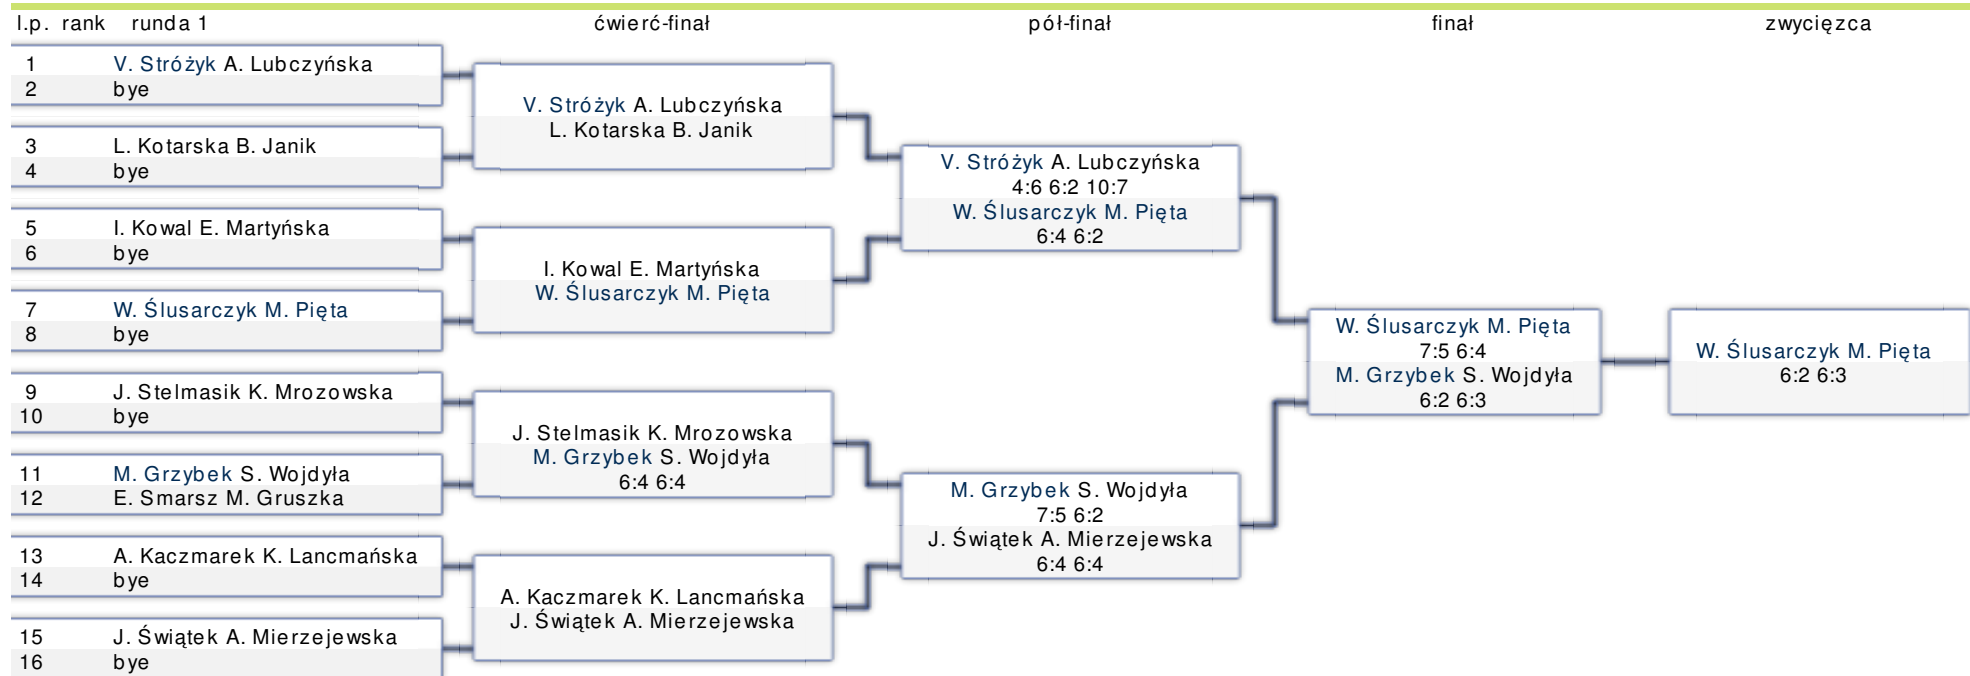 l.p. rank runda 1 ćwierć-finał pół-finał finał zwycięzca
1 V. Stróżyk A. Lubczyńska
2 bye
3 L. Kotarska B. Janik
4 bye
5 I. Kowal E. Martyńska
6 bye
7 W. Ślusarczyk M. Pięta
8 bye
9 J. Stelmasik K. Mrozowska
10 bye
11 M. Grzybek S. Wojdyła
12 E. Smarsz M. Gruszka
13 A. Kaczmarek K. Lancmańska
14 bye
15 J. Świątek A. Mierzejewska
16 bye
V. Stróżyk A. Lubczyńska
L. Kotarska B. Janik
I. Kowal E. Martyńska
W. Ślusarczyk M. Pięta
J. Stelmasik K. Mrozowska
M. Grzybek S. Wojdyła
6:4 6:4
A. Kaczmarek K. Lancmańska
J. Świątek A. Mierzejewska
V. Stróżyk A. Lubczyńska
4:6 6:2 10:7
W. Ślusarczyk M. Pięta
6:4 6:2
M. Grzybek S. Wojdyła
7:5 6:2
J. Świątek A. Mierzejewska
6:4 6:4
W. Ślusarczyk M. Pięta
7:5 6:4
M. Grzybek S. Wojdyła
6:2 6:3
W. Ślusarczyk M. Pięta
6:2 6:3